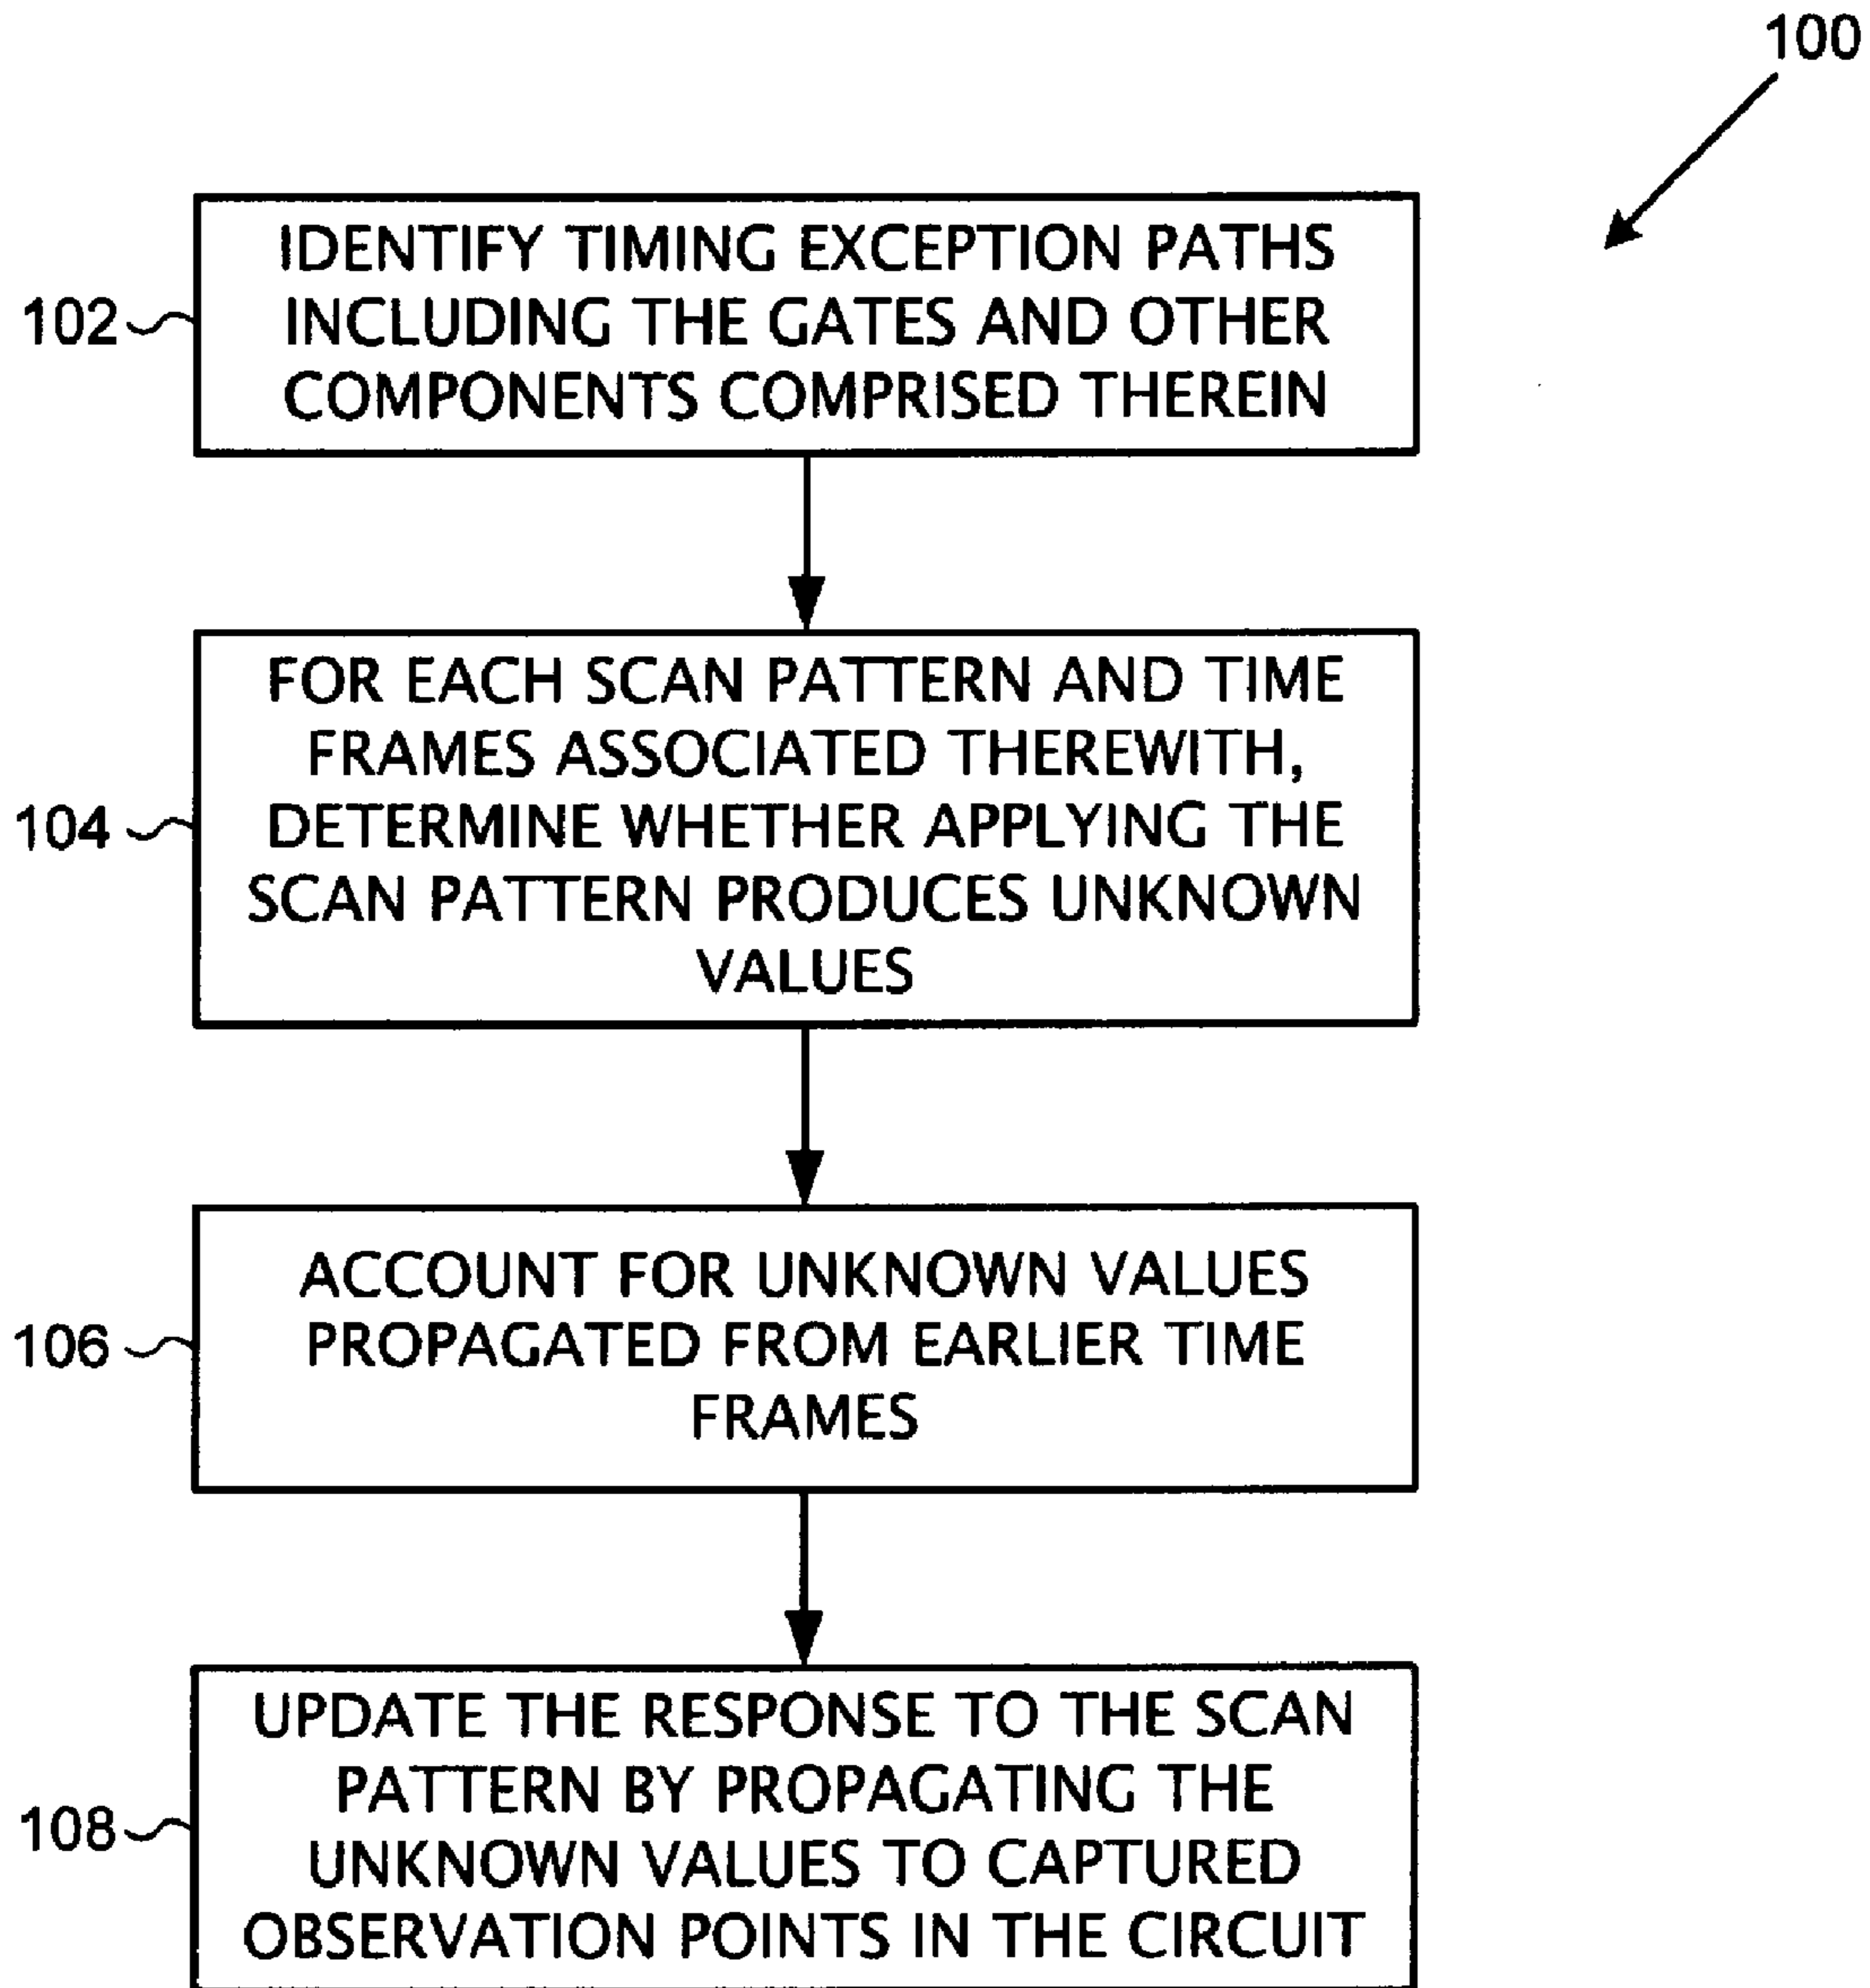 100
IDENTIFY TIMING EXCEPTION PATHS
INCLUDING THE GATES AND OTHER
COMPONENTS COMPRISED THEREIN
102
FOR EACH SCAN PATTERN AND TIME
FRAMES ASSOCIATED THEREWITH,
DETERMINE WHETHER APPLYING THE
SCAN PATTERN PRODUCES UNKNOWN
VALUES
104
ACCOUNT FOR UNKNOWN VALUES
PROPAGATED FROM EARLIER TIME
FRAMES
106
UPDATE THE RESPONSE TO THE SCAN
PATTERN BY PROPAGATING THE
UNKNOWN VALUES TO CAPTURED
OBSERVATION POINTS IN THE CIRCUIT
108